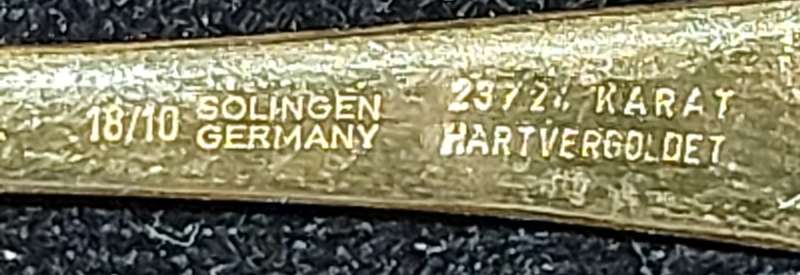 18/10 SOLINGEN
GERMANY
23/24 KARAT
HARTVERGOLDET